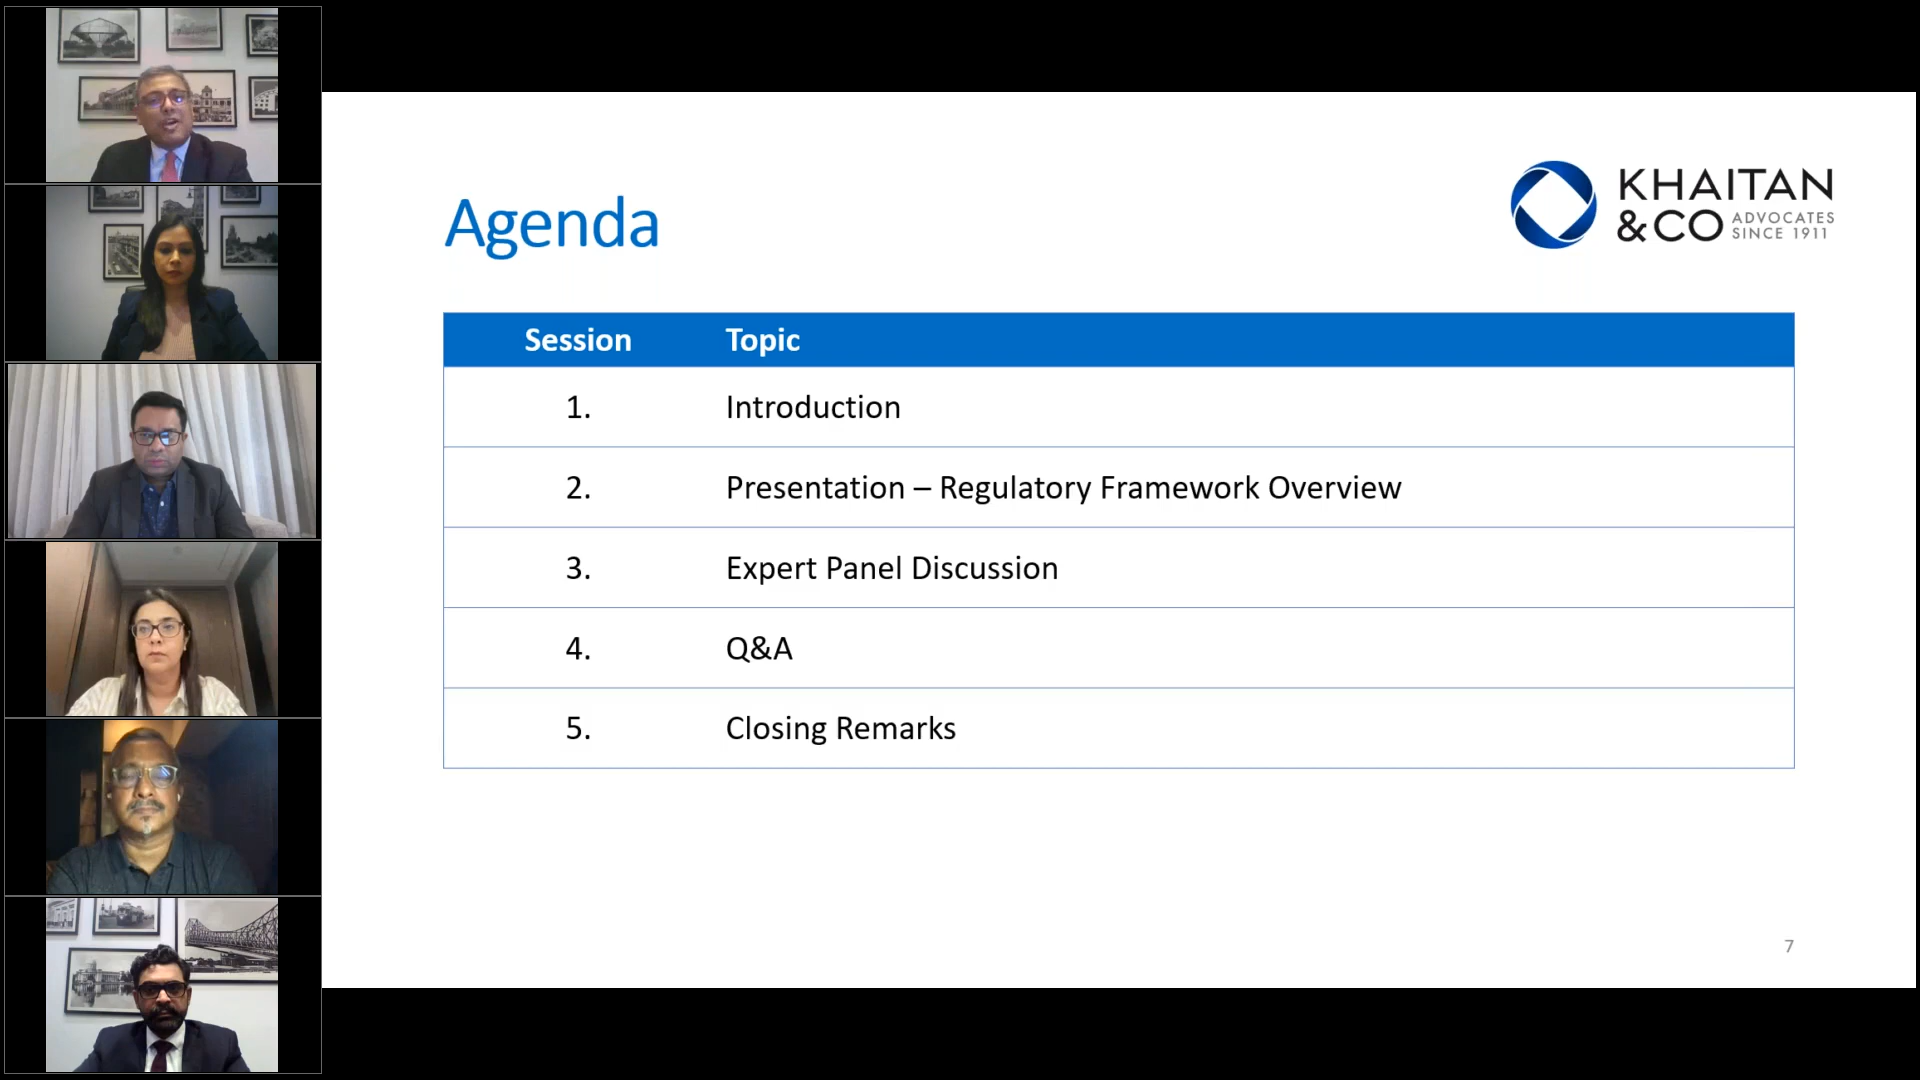 Agenda
KHAITAN
&CO ADVOCATES
SINCE 1911
Session Topic
1. Introduction
2. Presentation – Regulatory Framework Overview
3. Expert Panel Discussion
4. Q&A
5. Closing Remarks
7